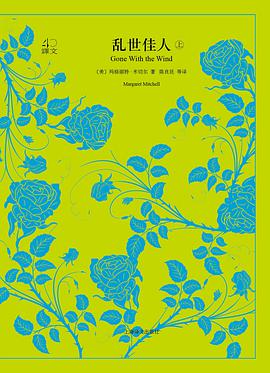 40
譯文
乱世佳人 上
Gone With the Wind
（美）玛格丽特·米切尔 著 陈良廷 等译
Margaret Mitchell
上海译文出版社